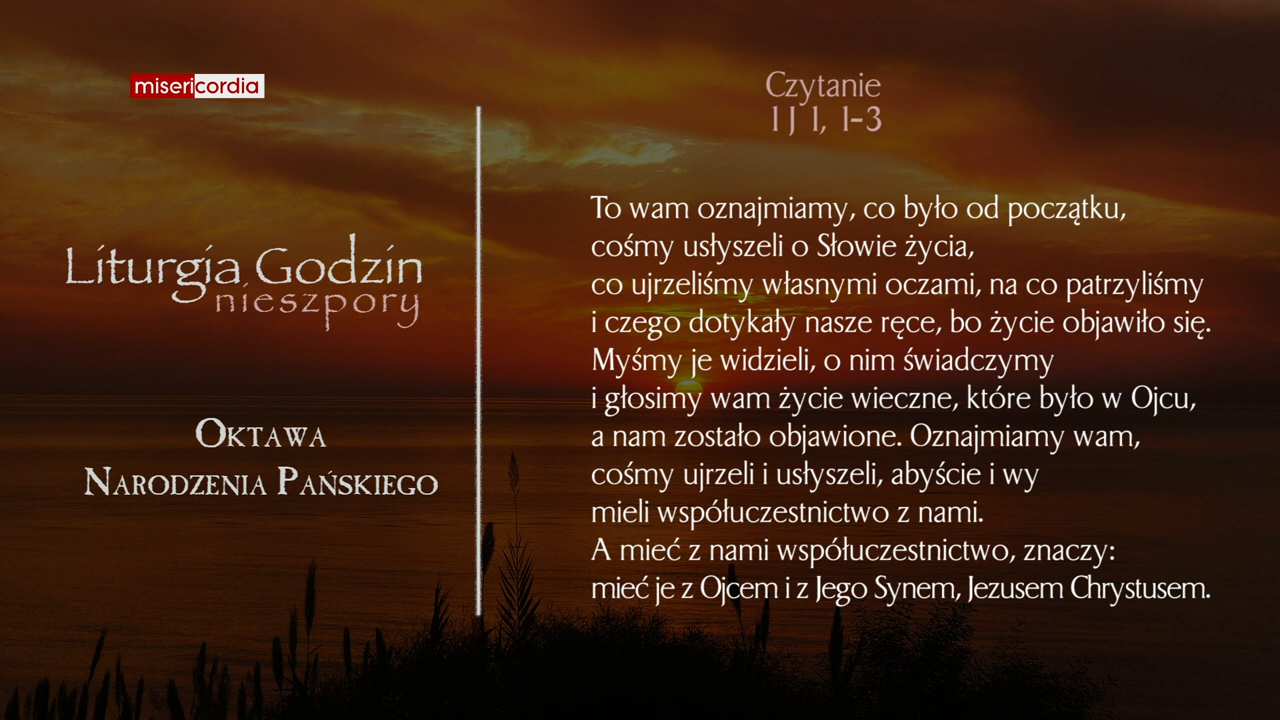 misericordia
Liturgia Godzin
nieszpory
Oktawa
Narodzenia Pańskiego
Czytanie
1 J 1, 1-3
To wam oznajmiamy, co było od początku,
cośmy usłyszeli o Słowie życia,
co ujrzeliśmy własnymi oczami, na co patrzyliśmy
i czego dotykały nasze ręce, bo życie objawiło się.
Myśmy je widzieli, o nim świadczymy
i głosimy wam życie wieczne, które było w Ojcu,
a nam zostało objawione. Oznajmiamy wam,
cośmy ujrzeli i usłyszeli, abyście i wy
mieli współuczestnictwo z nami.
A mieć z nami współuczestnictwo, znaczy:
mieć je z Ojcem i z Jego Synem, Jezusem Chrystusem.